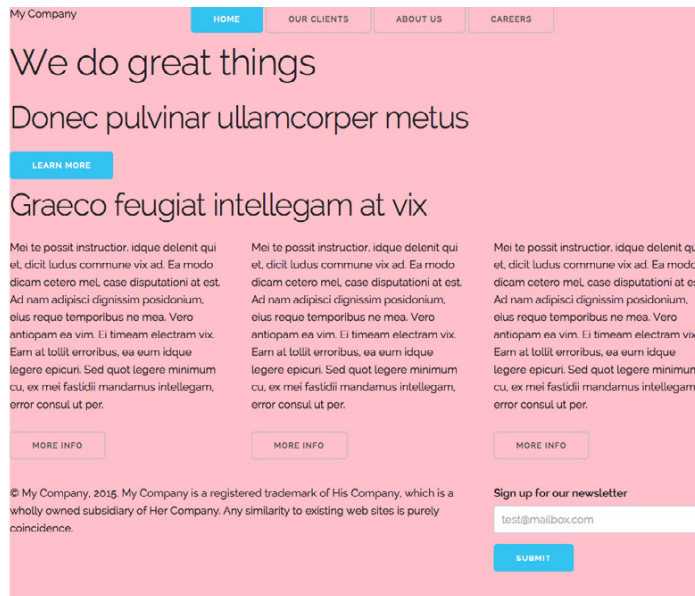 My Company
HOME
OUR CLIENTS
ABOUT US
CAREERS
We do great things
Donec pulvinar ullamcorper metus
LEARN MORE
Graeco feugiat intellegam at vix
Mei te possit instructior, idque delenit qui
et, dicit ludus commune vix ad. Ea modo
dicam cetero mel, case disputationi at est.
Ad nam adipisci dignissim posidonium,
eius reque temporibus ne mea. Vero
antiopam ea vim. Ei timeam electram vix.
Eam at tollit erroribus, ea eum idque
legere epicuri. Sed quot legere minimum
cu, ex mei fastidii mandamus intellegam,
error consul ut per.
MORE INFO
Mei te possit instructior, idque delenit qui
et, dicit ludus commune vix ad. Ea modo
dicam cetero mel, case disputationi at est.
Ad nam adipisci dignissim posidonium,
eius reque temporibus ne mea. Vero
antiopam ea vim. Ei timeam electram vix.
Eam at tollit erroribus, ea eum idque
legere epicuri. Sed quot legere minimum
cu, ex mei fastidii mandamus intellegam,
error consul ut per.
MORE INFO
Mei te possit instructior, idque delenit qu
et, dicit ludus commune vix ad. Ea modo
dicam cetero mel, case disputationi at es
Ad nam adipisci dignissim posidonium,
eius reque temporibus ne mea. Vero
antiopam ea vim. Ei timeam electram vix.
Eam at tollit erroribus, ea eum idque
legere epicuri. Sed quot legere minimum
cu, ex mei fastidii mandamus intellegam,
error consul ut per.
MORE INFO
© My Company, 2015. My Company is a registered trademark of His Company, which is a
wholly owned subsidiary of Her Company. Any similarity to existing web sites is purely
coincidence.
Sign up for our newsletter
test@mailbox.com
SUBMIT